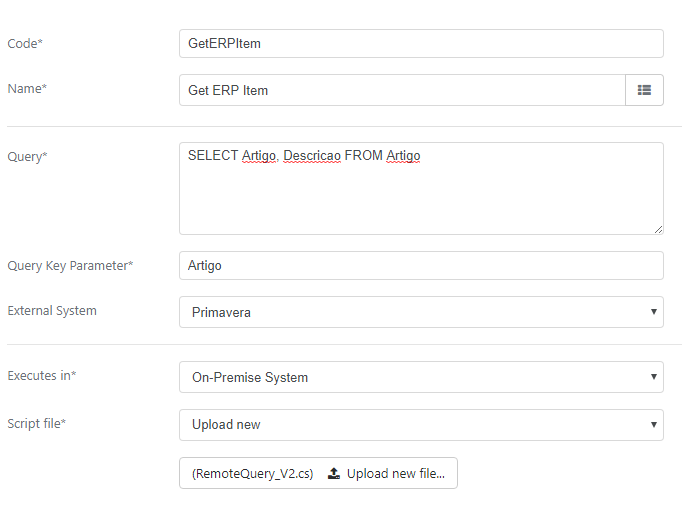 Code* GetERPItem
Name* Get ERP Item
Query* SELECT Artigo, Descricao FROM Artigo
Query Key Parameter* Artigo
External System Primavera
Executes in* On-Premise System
Script file* Upload new
(RemoteQuery_V2.cs) Upload new file...